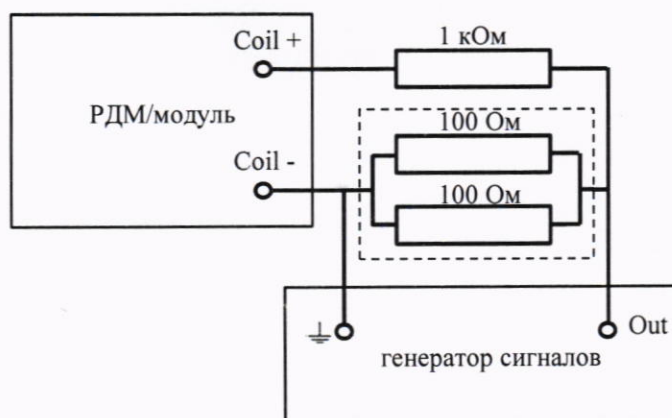 Coil +
1 кОм
РДМ/модуль
100 Ом
Coil -
100 Ом
Out
генератор сигналов